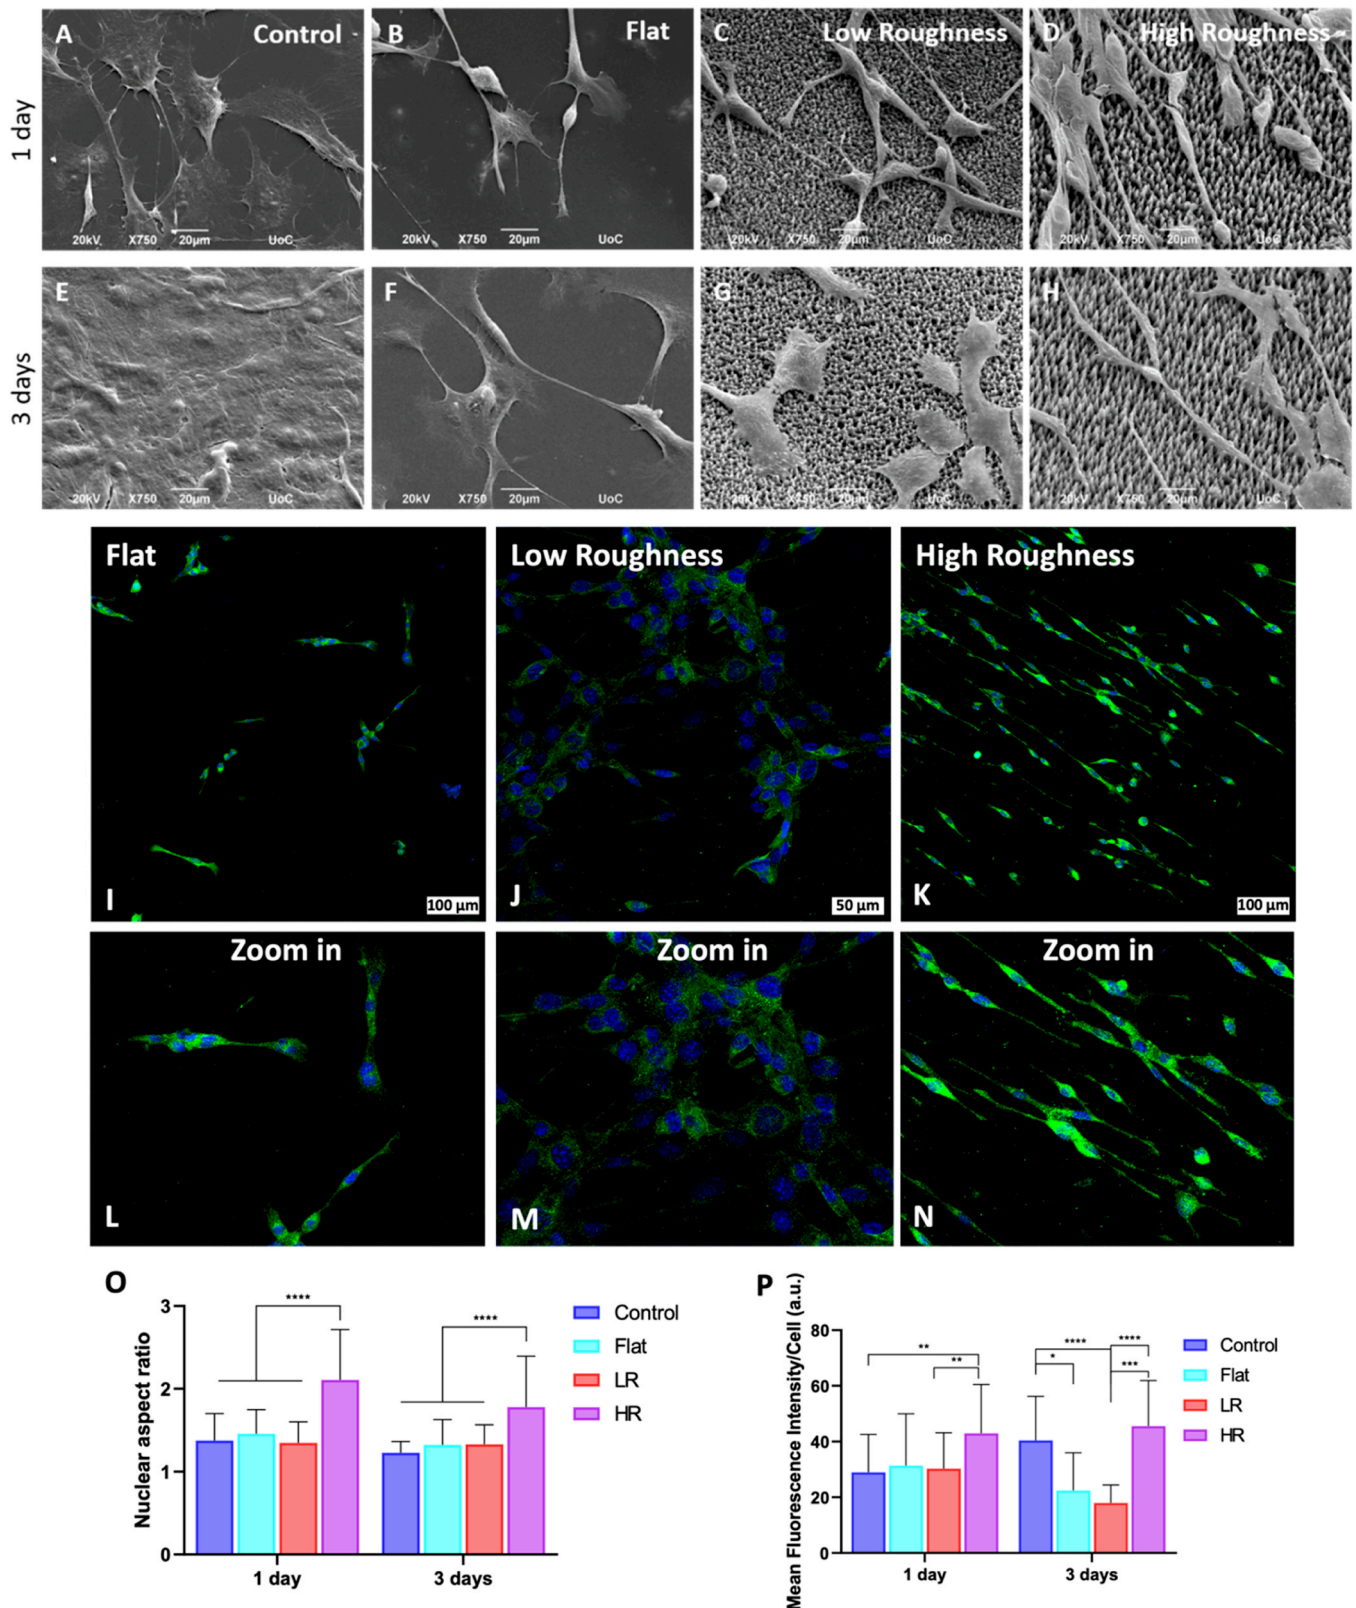 A Control
B Flat
C Low Roughness
D High Roughness
1 day
20kV X750 20μm UoC
20kV X750 20μm UoC
20kV X750 20μm UoC
20kV X750 20μm UoC
E
F
G
H
3 days
20kV X750 20μm UoC
20kV X750 20μm UoC
20kV X750 20μm UoC
20kV X750 20μm UoC
Flat
Low Roughness
High Roughness
I
100 μm
J
50 μm
K
100 μm
Zoom in
Zoom in
Zoom in
L
M
N
O
Nuclear aspect ratio
3
2
1
0
****
****
1 day
3 days
Control
Flat
LR
HR
P
Mean Fluorescence Intensity/Cell (a.u.)
80
60
40
20
0
**
**
****
****
*
***
1 day
3 days
Control
Flat
LR
HR